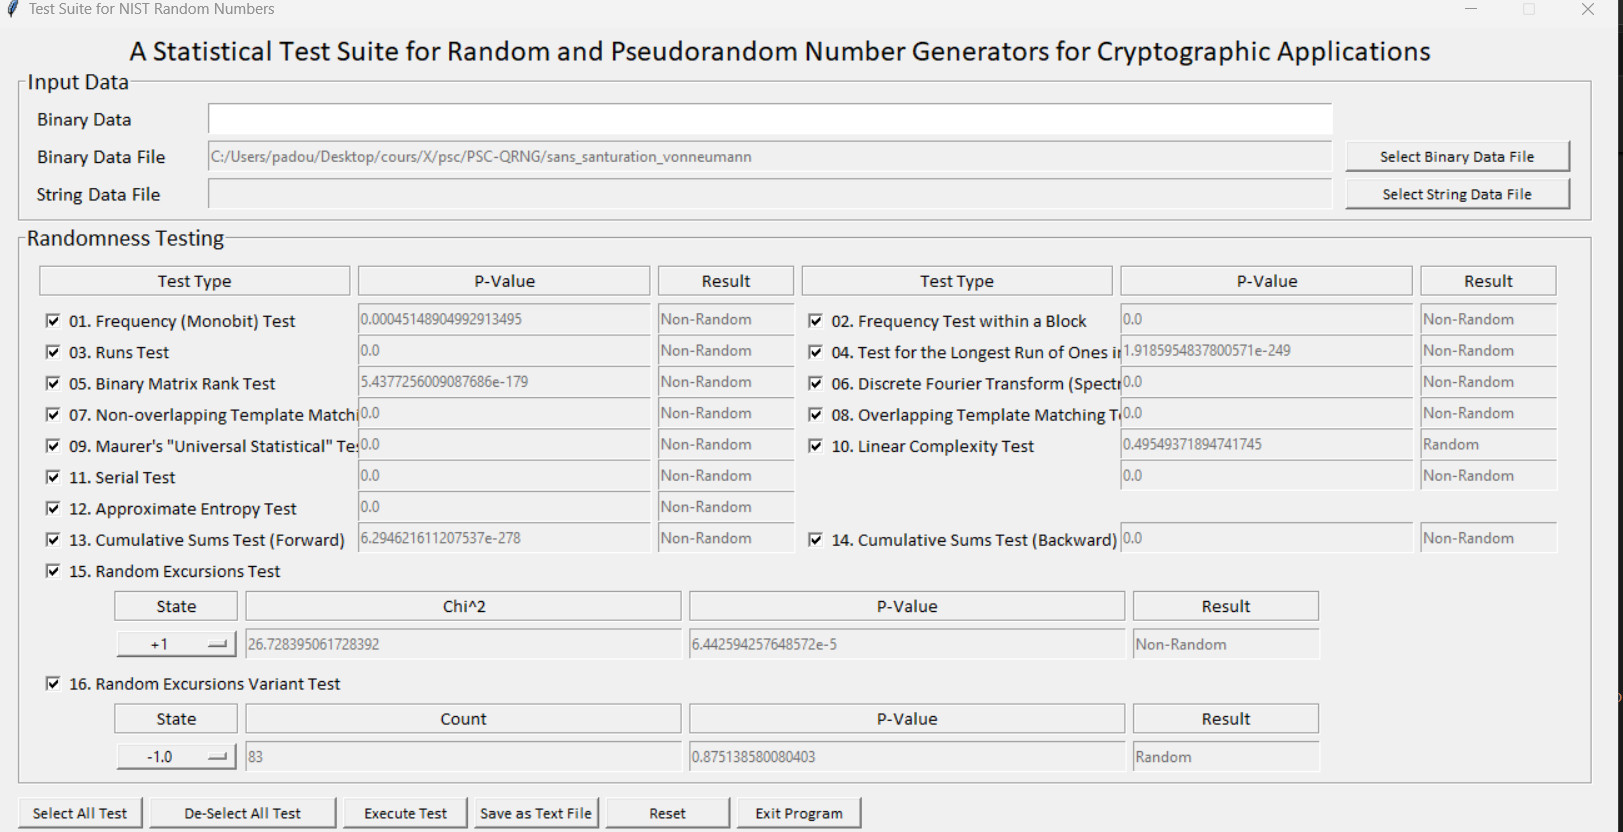 Test Suite for NIST Random Numbers
A Statistical Test Suite for Random and Pseudorandom Number Generators for Cryptographic Applications
Input Data
Binary Data
Binary Data File C:/Users/padou/Desktop/cours/X/psc/PSC-QRNG/sans_santuration_vonneumann Select Binary Data File
String Data File Select String Data File
Randomness Testing
Test Type P-Value Result Test Type P-Value Result
01. Frequency (Monobit) Test 0.00045148904992913495 Non-Random 02. Frequency Test within a Block 0.0 Non-Random
03. Runs Test 0.0 Non-Random 04. Test for the Longest Run of Ones in 1.9185954837800571e-249 Non-Random
05. Binary Matrix Rank Test 5.4377256009087686e-179 Non-Random 06. Discrete Fourier Transform (Spectr 0.0 Non-Random
07. Non-overlapping Template Matchi 0.0 Non-Random 08. Overlapping Template Matching T 0.0 Non-Random
09. Maurer's "Universal Statistical" Te 0.0 Non-Random 10. Linear Complexity Test 0.49549371894741745 Random
11. Serial Test 0.0 Non-Random 0.0 Non-Random
12. Approximate Entropy Test 0.0 Non-Random
13. Cumulative Sums Test (Forward) 6.294621611207537e-278 Non-Random 14. Cumulative Sums Test (Backward) 0.0 Non-Random
15. Random Excursions Test
State Chi^2 P-Value Result
+1 26.728395061728392 6.442594257648572e-5 Non-Random
16. Random Excursions Variant Test
State Count P-Value Result
-1.0 83 0.875138580080403 Random
Select All Test De-Select All Test Execute Test Save as Text File Reset Exit Program